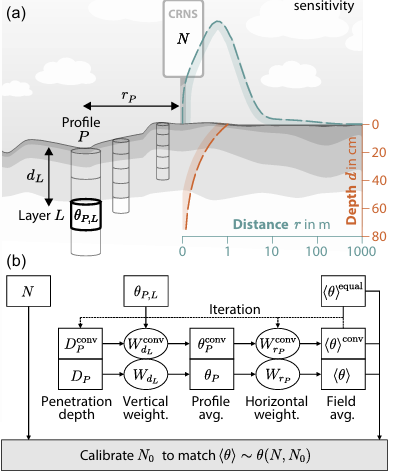 (a)
sensitivity
CRNS
N
r_P
Profile
P
d_L
Layer L
θ_{P,L}
0
20
40
60
80
Depth d in cm
Distance r in m
0 1 10 100 1000
(b)
N
θ_{P,L}
⟨θ⟩^{equal}
Iteration
D_P^{conv} W_{d_L}^{conv} θ_P^{conv} W_{r_P}^{conv} ⟨θ⟩^{conv}
D_P W_{d_L} θ_P W_{r_P} ⟨θ⟩
Penetration depth
Vertical weight.
Profile avg.
Horizontal weight.
Field avg.
Calibrate N_0 to match ⟨θ⟩ ~ θ(N, N_0)